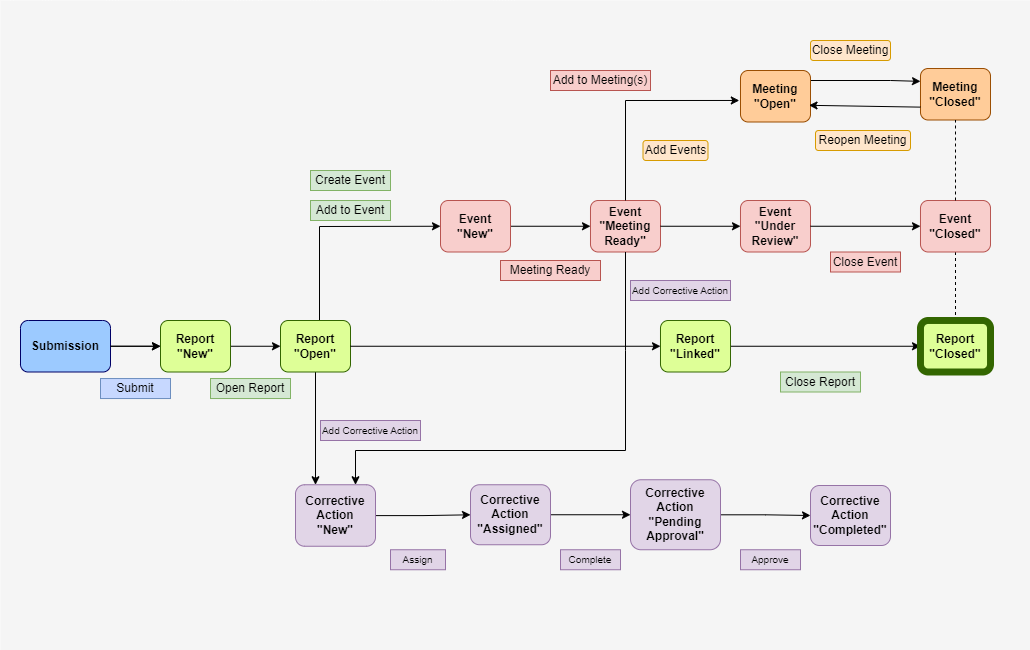 Close Meeting
Add to Meeting(s)
Meeting
"Open"
Meeting
"Closed"
Reopen Meeting
Add Events
Create Event
Add to Event
Event
"New"
Event
"Meeting
Ready"
Event
"Under
Review"
Event
"Closed"
Meeting Ready
Close Event
Add Corrective Action
Submission
Report
"New"
Report
"Open"
Report
"Linked"
Report
"Closed"
Submit
Open Report
Close Report
Add Corrective Action
Corrective
Action
"New"
Corrective
Action
"Assigned"
Corrective
Action
"Pending
Approval"
Corrective
Action
"Completed"
Assign
Complete
Approve